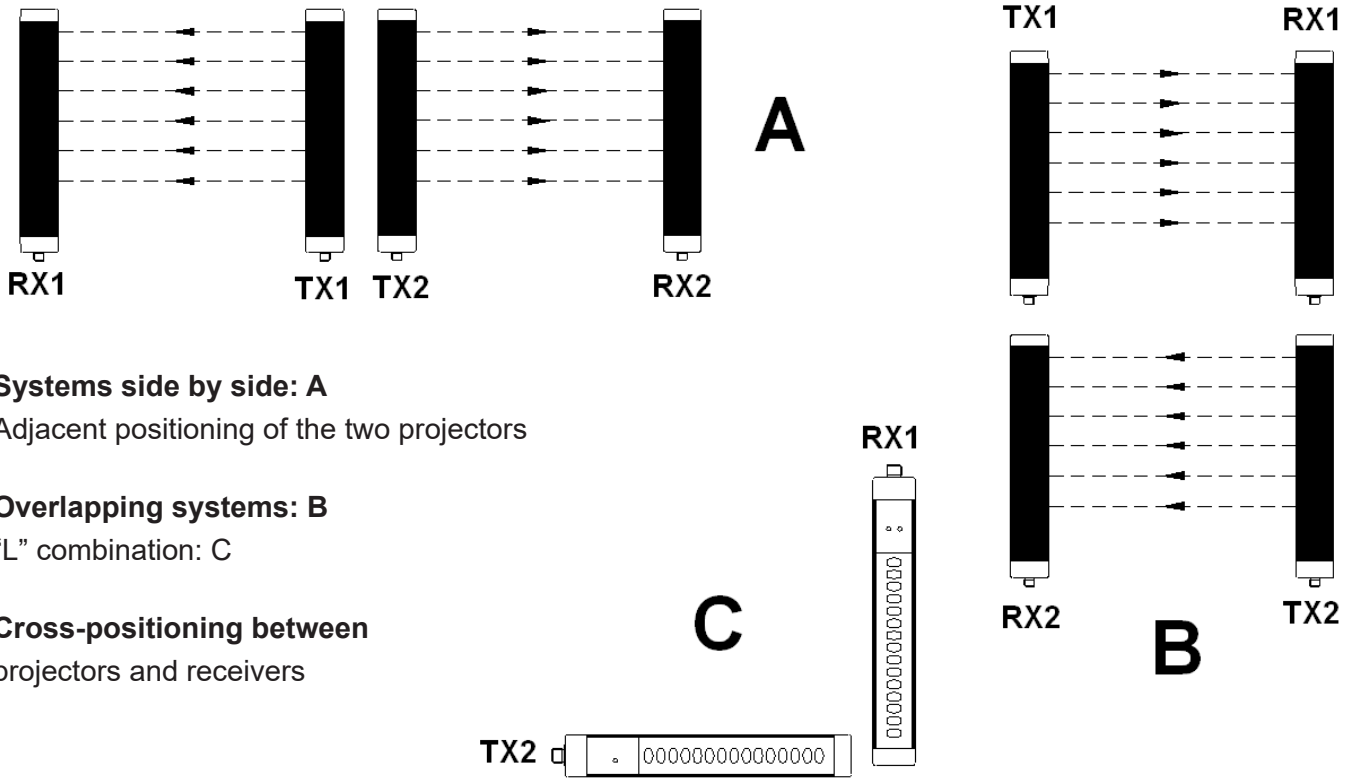 TX1 RX1
A
RX1 TX1 TX2 RX2
Systems side by side: A
Adjacent positioning of the two projectors
RX1
Overlapping systems: B
“L” combination: C
RX2 TX2
Cross-positioning between
projectors and receivers
C
B
TX2